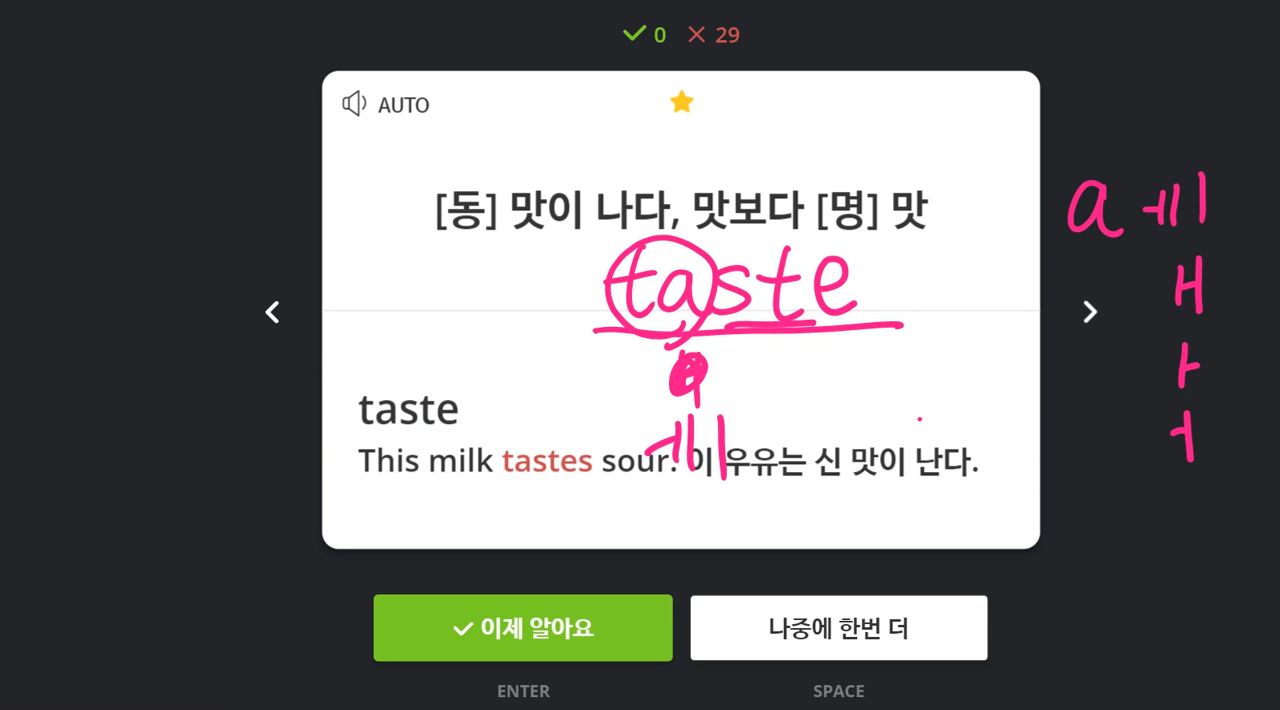 0 29
AUTO
[동] 맛이 나다, 맛보다 [명] 맛
taste
taste
This milk tastes sour. 이 우유는 신 맛이 난다.
ㅔㅣ
a ㅔㅣ
ㅐ
ㅏ
ㅓ
이제 알아요
나중에 한번 더
ENTER
SPACE